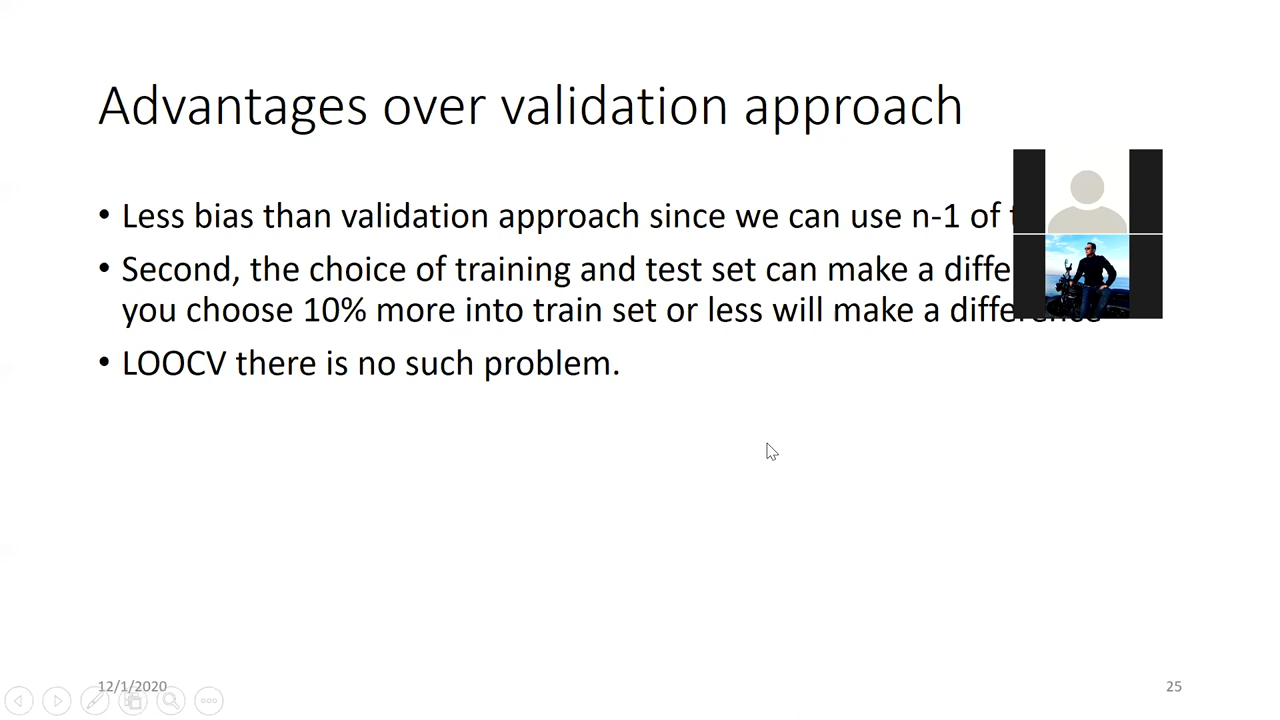 Advantages over validation approach
• Less bias than validation approach since we can use n-1 of
• Second, the choice of training and test set can make a
you choose 10% more into train set or less will make a difference
• LOOCV there is no such problem.
12/1/2020
25